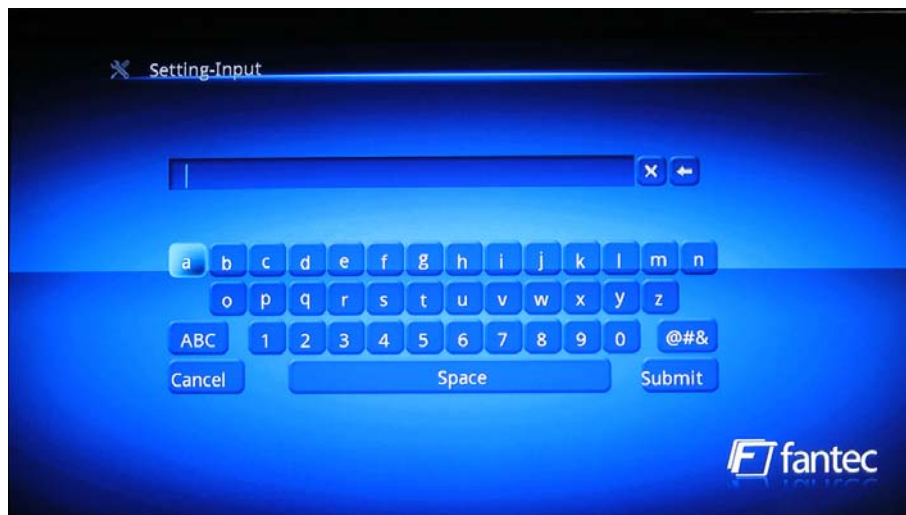 Setting-Input
a b c d e f g h i j k l m n
o p q r s t u v w x y z
ABC 1 2 3 4 5 6 7 8 9 0 @#&
Cancel Space Submit
fantec